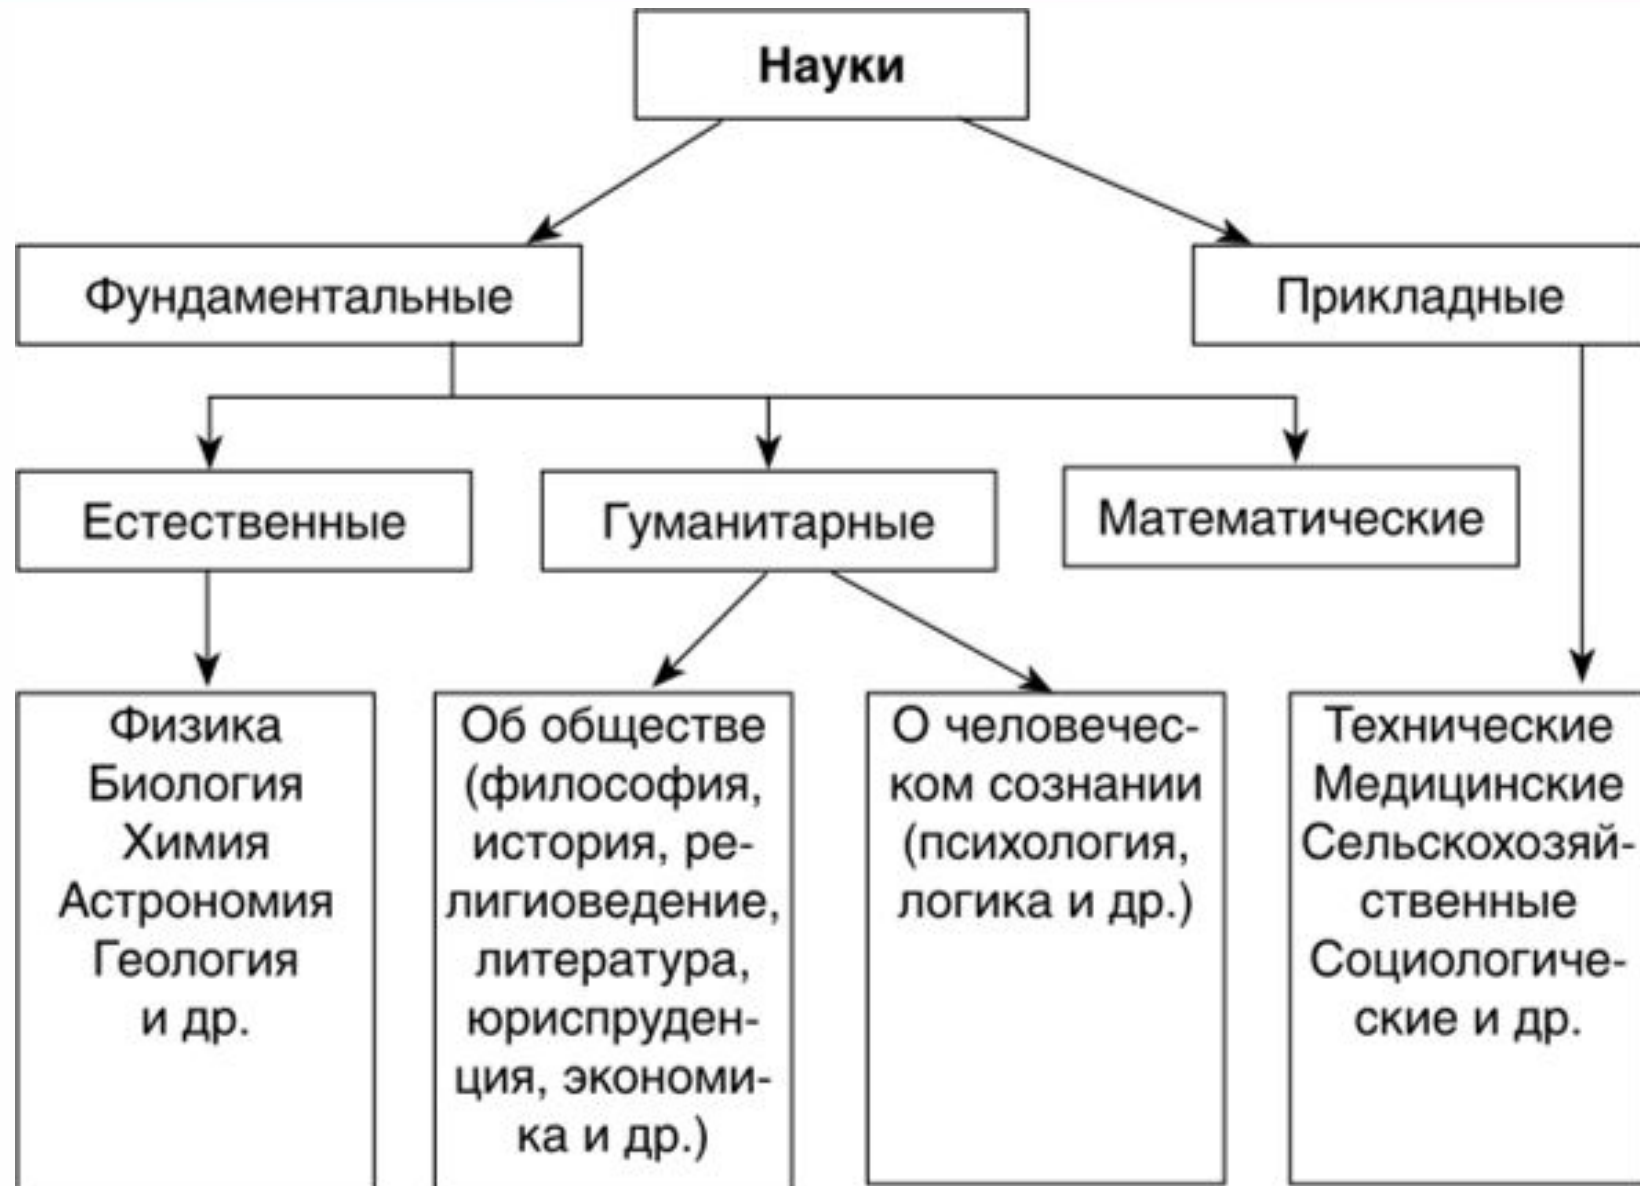 Науки
Фундаментальные
Прикладные
Естественные
Гуманитарные
Математические
Физика
Биология
Химия
Астрономия
Геология
и др.
Об обществе
(философия,
история, ре-
лигиоведение,
литература,
юриспруден-
ция, экономи-
ка и др.)
О человечес-
ком сознании
(психология,
логика и др.)
Технические
Медицинские
Сельскохозяй-
ственные
Социологиче-
ские и др.